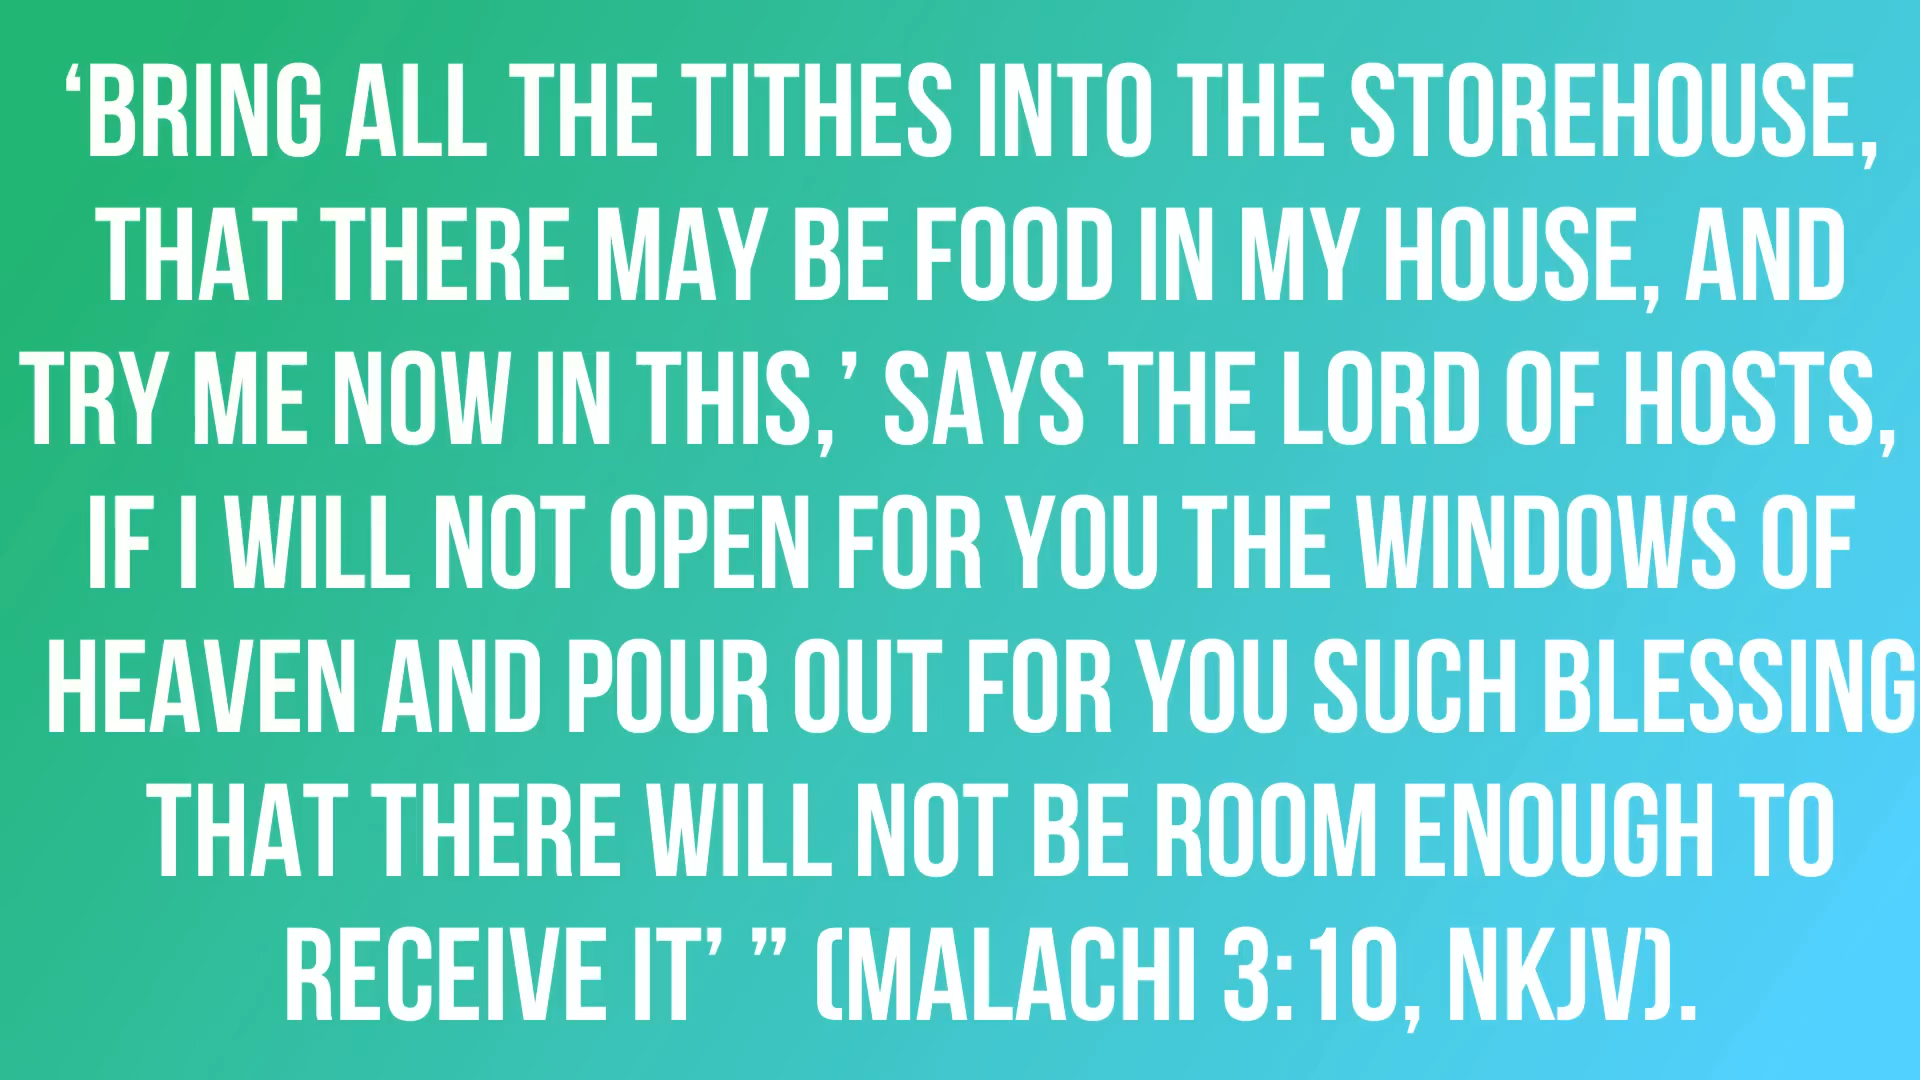 ‘BRING ALL THE TITHES INTO THE STOREHOUSE,
THAT THERE MAY BE FOOD IN MY HOUSE, AND
TRY ME NOW IN THIS,’ SAYS THE LORD OF HOSTS,
IF I WILL NOT OPEN FOR YOU THE WINDOWS OF
HEAVEN AND POUR OUT FOR YOU SUCH BLESSING
THAT THERE WILL NOT BE ROOM ENOUGH TO
RECEIVE IT’ ” (MALACHI 3:10, NKJV).